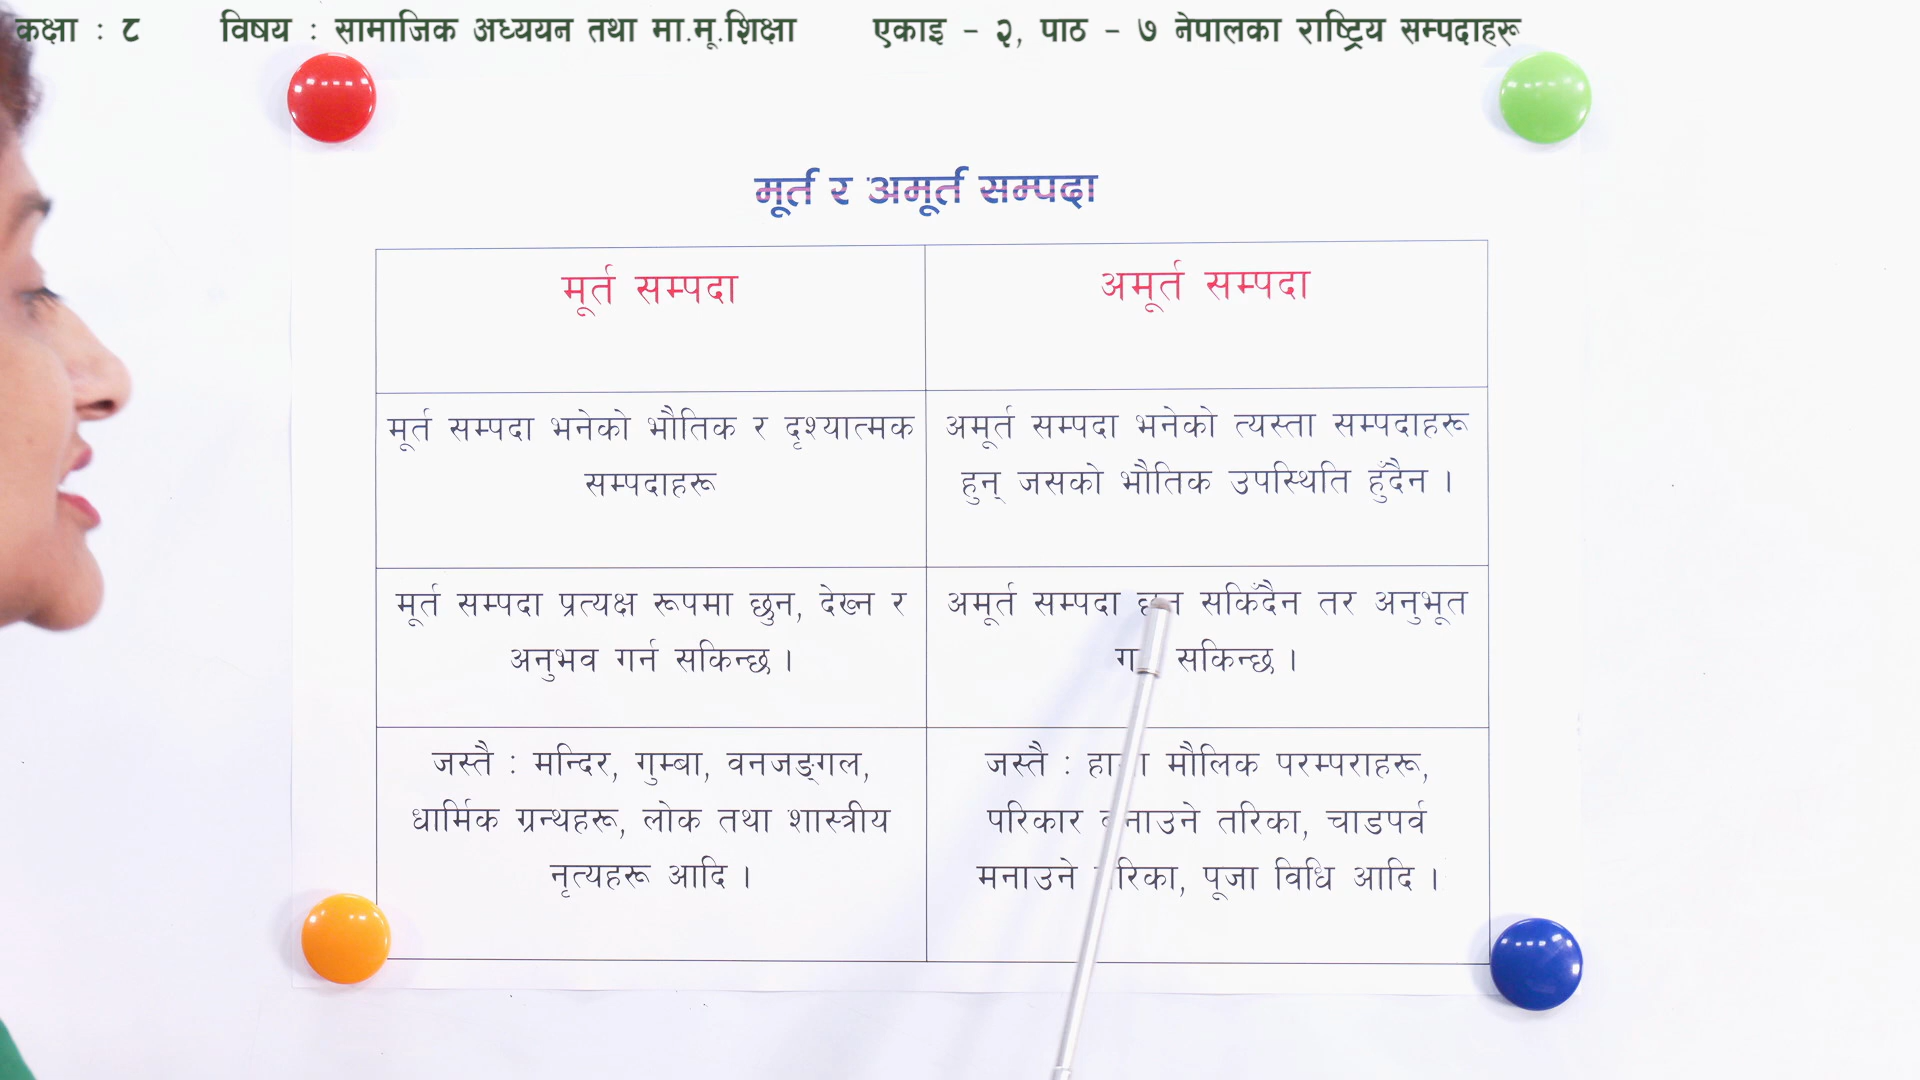 कक्षा : ८ विषय : सामाजिक अध्ययन तथा मा.मू.शिक्षा एकाइ - २, पाठ - ७ नेपालका राष्ट्रिय सम्पदाहरू
मूर्त र अमूर्त सम्पदा
मूर्त सम्पदा
अमूर्त सम्पदा
मूर्त सम्पदा भनेको भौतिक र दृश्यात्मक
सम्पदाहरू
अमूर्त सम्पदा भनेको त्यस्ता सम्पदाहरू
हुन् जसको भौतिक उपस्थिति हुँदैन ।
मूर्त सम्पदा प्रत्यक्ष रूपमा छुन, देख्न र
अनुभव गर्न सकिन्छ ।
अमूर्त सम्पदा सकिँदैन तर अनुभूत
सकिन्छ ।
जस्तै : मन्दिर, गुम्बा, वनजङ्गल,
धार्मिक ग्रन्थहरू, लोक तथा शास्त्रीय
नृत्यहरू आदि ।
जस्तै : मौलिक परम्पराहरू,
परिकार बनाउने तरिका, चाडपर्व
मनाउने तरिका, पूजा विधि आदि ।